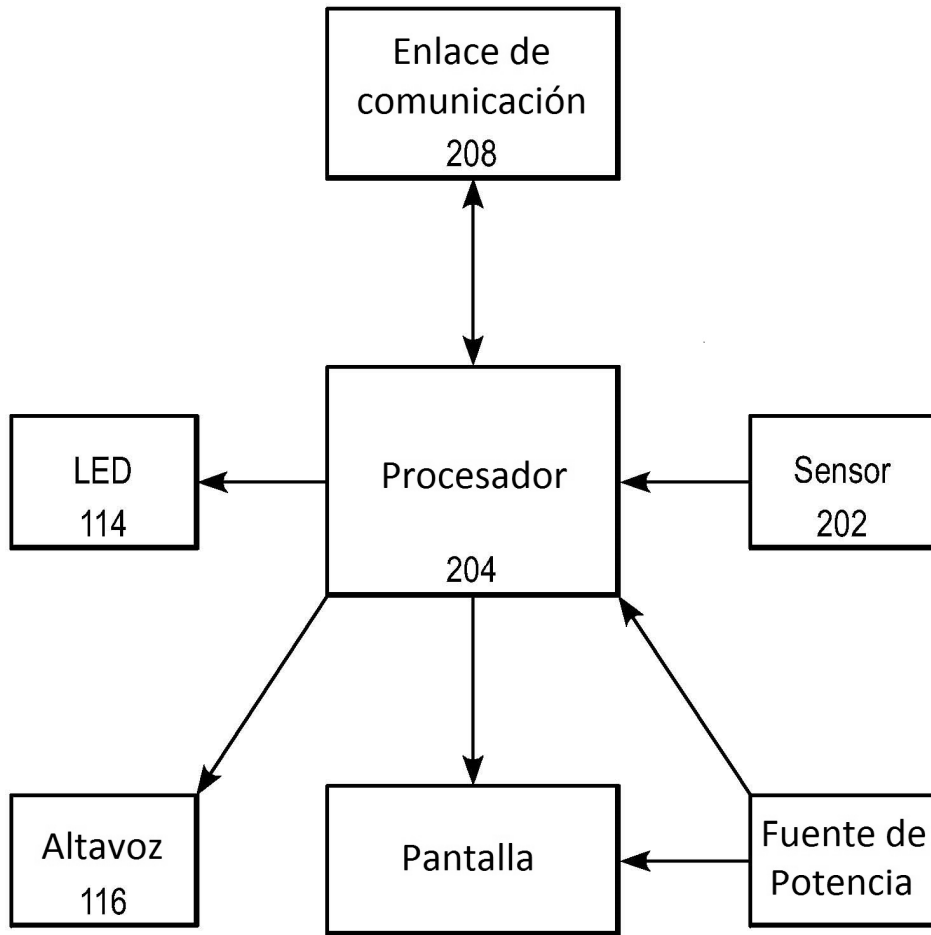 Enlace de
comunicación
208
LED
114
Procesador
204
Sensor
202
Altavoz
116
Pantalla
Fuente de
Potencia